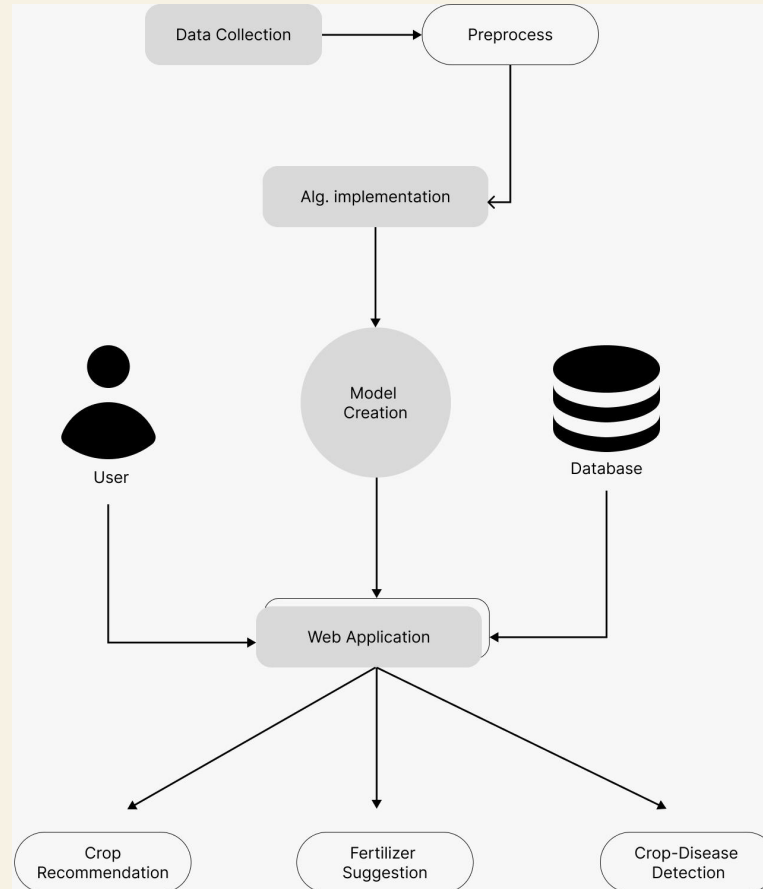 Data Collection
Preprocess
Alg. implementation
Model
Creation
User
Database
Web Application
Crop
Recommendation
Fertilizer
Suggestion
Crop-Disease
Detection